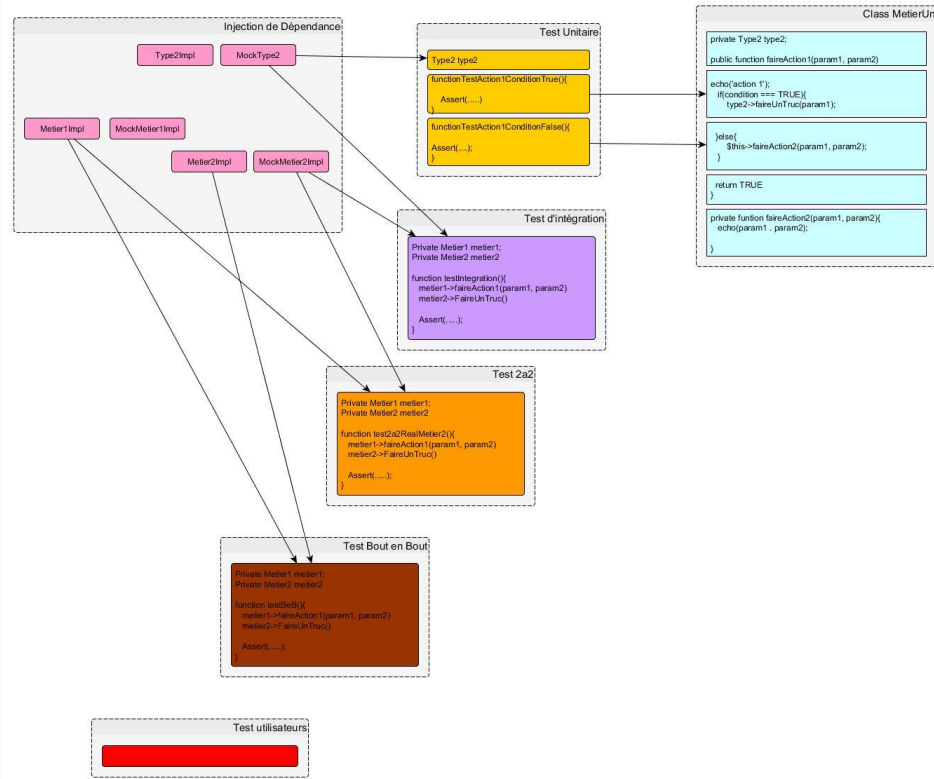 Injection de Dépendance
Type2Impl
MockType2
Metier1Impl
MockMetier1Impl
Metier2Impl
MockMetier2Impl
Test Unitaire
Type2 type2
functionTestAction1ConditionTrue(){
Assert(.....)
}
functionTestAction1ConditionFalse(){
Assert(....);
}
Class MetierUn
private Type2 type2;
public function faireAction1(param1, param2)
echo('action 1');
if(condition === TRUE){
type2->faireUnTruc(param1);
}else{
$this->faireAction2(param1, param2);
}
return TRUE
}
private funtion faireAction2(param1, param2){
echo(param1 . param2);
}
Test d'intégration
Private Metier1 metier1;
Private Metier2 metier2
function testIntegration(){
metier1->faireAction1(param1, param2)
metier2->FaireUnTruc()
Assert(.....);
}
Test 2a2
Private Metier1 metier1;
Private Metier2 metier2
function test2a2RealMetier2(){
metier1->faireAction1(param1, param2)
metier2->FaireUnTruc()
Assert(.....);
}
Test Bout en Bout
Private Metier1 metier1;
Private Metier2 metier2
function testBeB(){
metier1->faireAction1(param1, param2)
metier2->FaireUnTruc()
Assert(.....);
}
Test utilisateurs